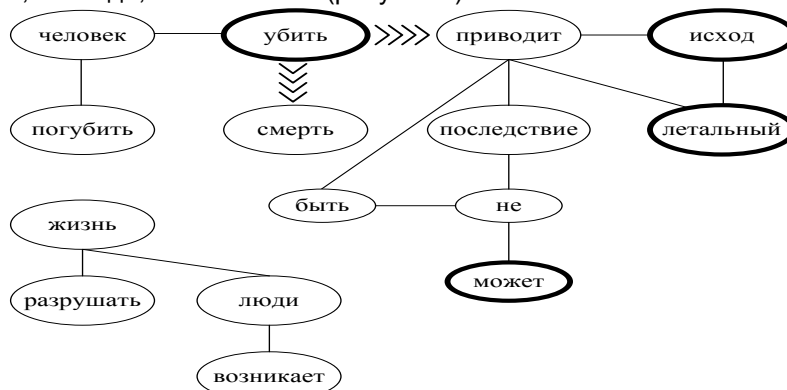 человек убить приводит исход
погубить смерть последствие летальный
быть не
жизнь
может
разрушать люди
возникает